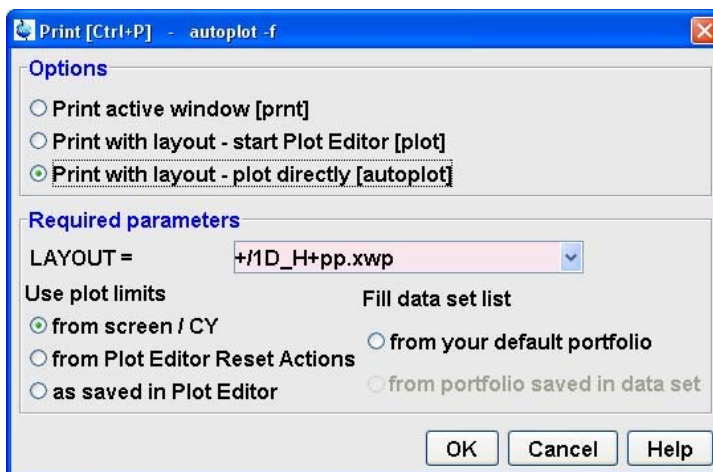 Print [Ctrl+P] - autoplot -f
Options
Print active window [prnt]
Print with layout - start Plot Editor [plot]
Print with layout - plot directly [autoplot]
Required parameters
LAYOUT = +/1D_H+pp.xwp
Use plot limits
from screen / CY
from Plot Editor Reset Actions
as saved in Plot Editor
Fill data set list
from your default portfolio
from portfolio saved in data set
OK Cancel Help